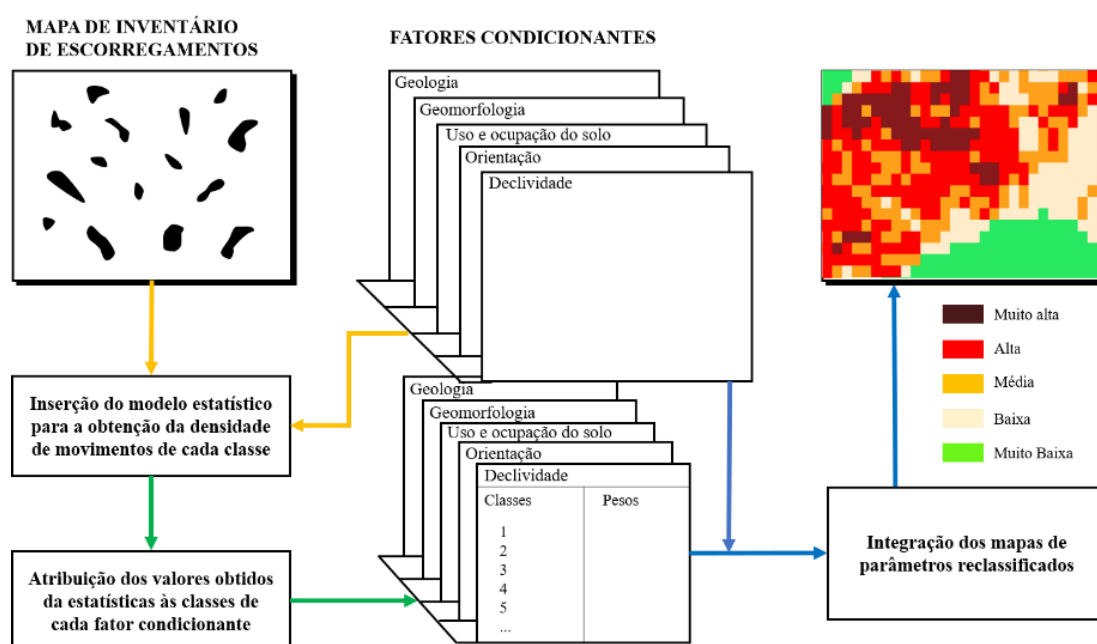 MAPA DE INVENTÁRIO
DE ESCORREGAMENTOS
FATORES CONDICIONANTES
Geologia
Geomorfologia
Uso e ocupação do solo
Orientação
Declividade
Muito alta
Alta
Média
Baixa
Muito Baixa
Inserção do modelo estatístico
para a obtenção da densidade
de movimentos de cada classe
Geologia
Geomorfologia
Uso e ocupação do solo
Orientação
Declividade
Classes
Pesos
1
2
3
4
5
...
Atribuição dos valores obtidos
da estatísticas às classes de
cada fator condicionante
Integração dos mapas de
parâmetros reclassificados